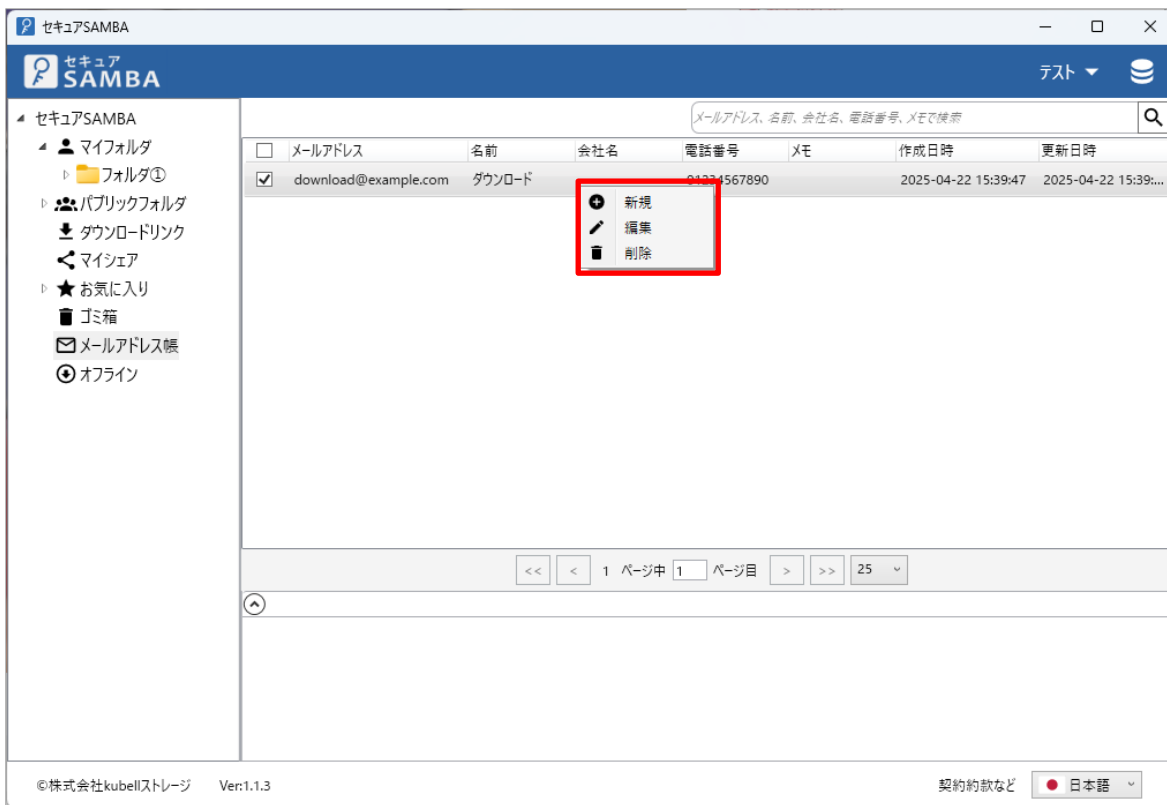 セキュアSAMBA
セキュア
SAMBA
テスト
セキュアSAMBA
マイフォルダ
フォルダ①
パブリックフォルダ
ダウンロードリンク
マイシェア
お気に入り
ゴミ箱
メールアドレス帳
オフライン
メールアドレス、名前、会社名、電話番号、メモで検索
メールアドレス 名前 会社名 電話番号 メモ 作成日時 更新日時
download@example.com ダウンロード 01234567890 2025-04-22 15:39:47 2025-04-22 15:39:...
新規
編集
削除
<< < 1 ページ中 1 ページ目 > >> 25
©株式会社kubellストレージ Ver:1.1.3 契約約款など 日本語